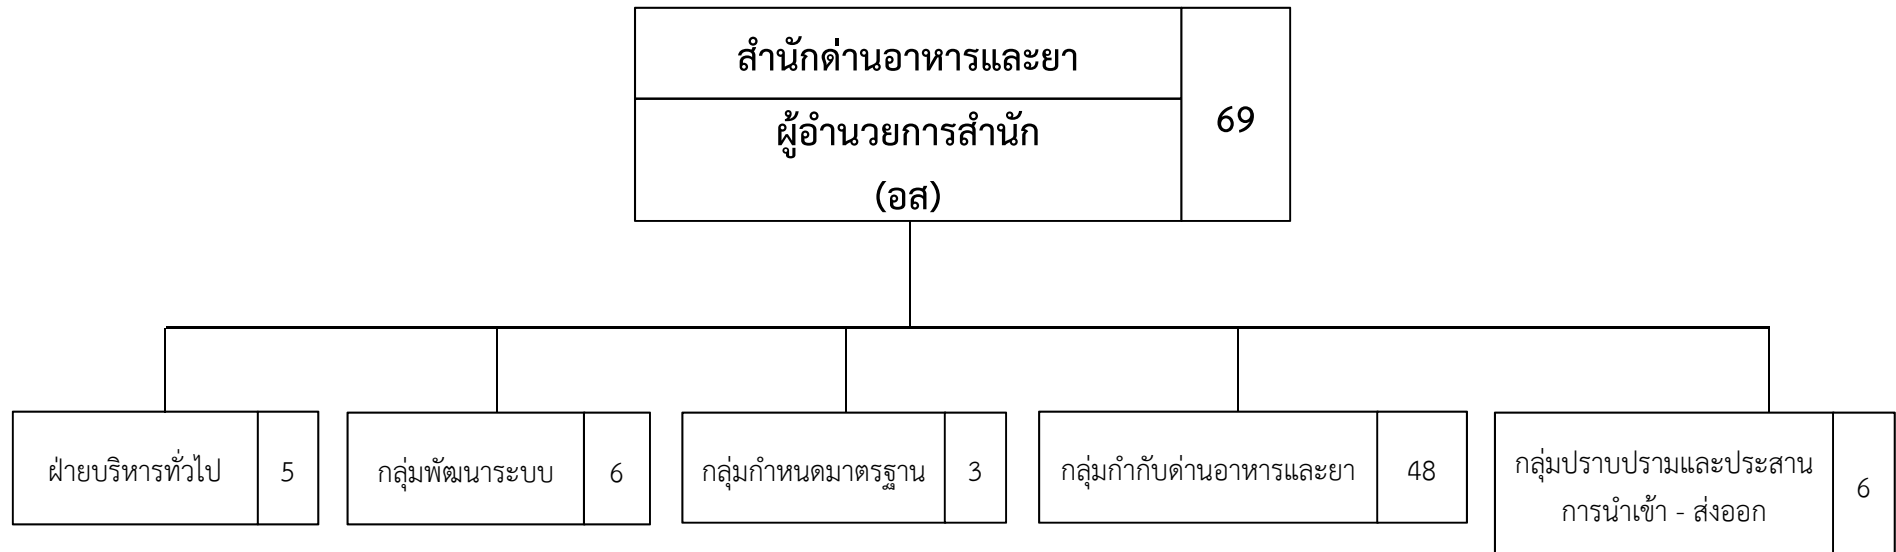 สำนักด่านอาหารและยา
69
ผู้อำนวยการสำนัก
(อส)
ฝ่ายบริหารทั่วไป 5
กลุ่มพัฒนาระบบ 6
กลุ่มกำหนดมาตรฐาน 3
กลุ่มกำกับด่านอาหารและยา 48
กลุ่มปราบปรามและประสาน
การนำเข้า - ส่งออก
6